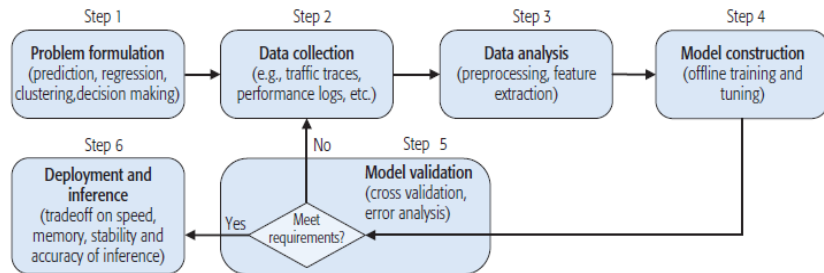 Step 1
Problem formulation
(prediction, regression,
clustering,decision making)
Step 2
Data collection
(e.g., traffic traces,
performance logs, etc.)
Step 3
Data analysis
(preprocessing, feature
extraction)
Step 4
Model construction
(offline training and
tuning)
Step 5
Model validation
(cross validation,
error analysis)
Meet
requirements?
No
Yes
Step 6
Deployment and
inference
(tradeoff on speed,
memory, stability and
accuracy of inference)